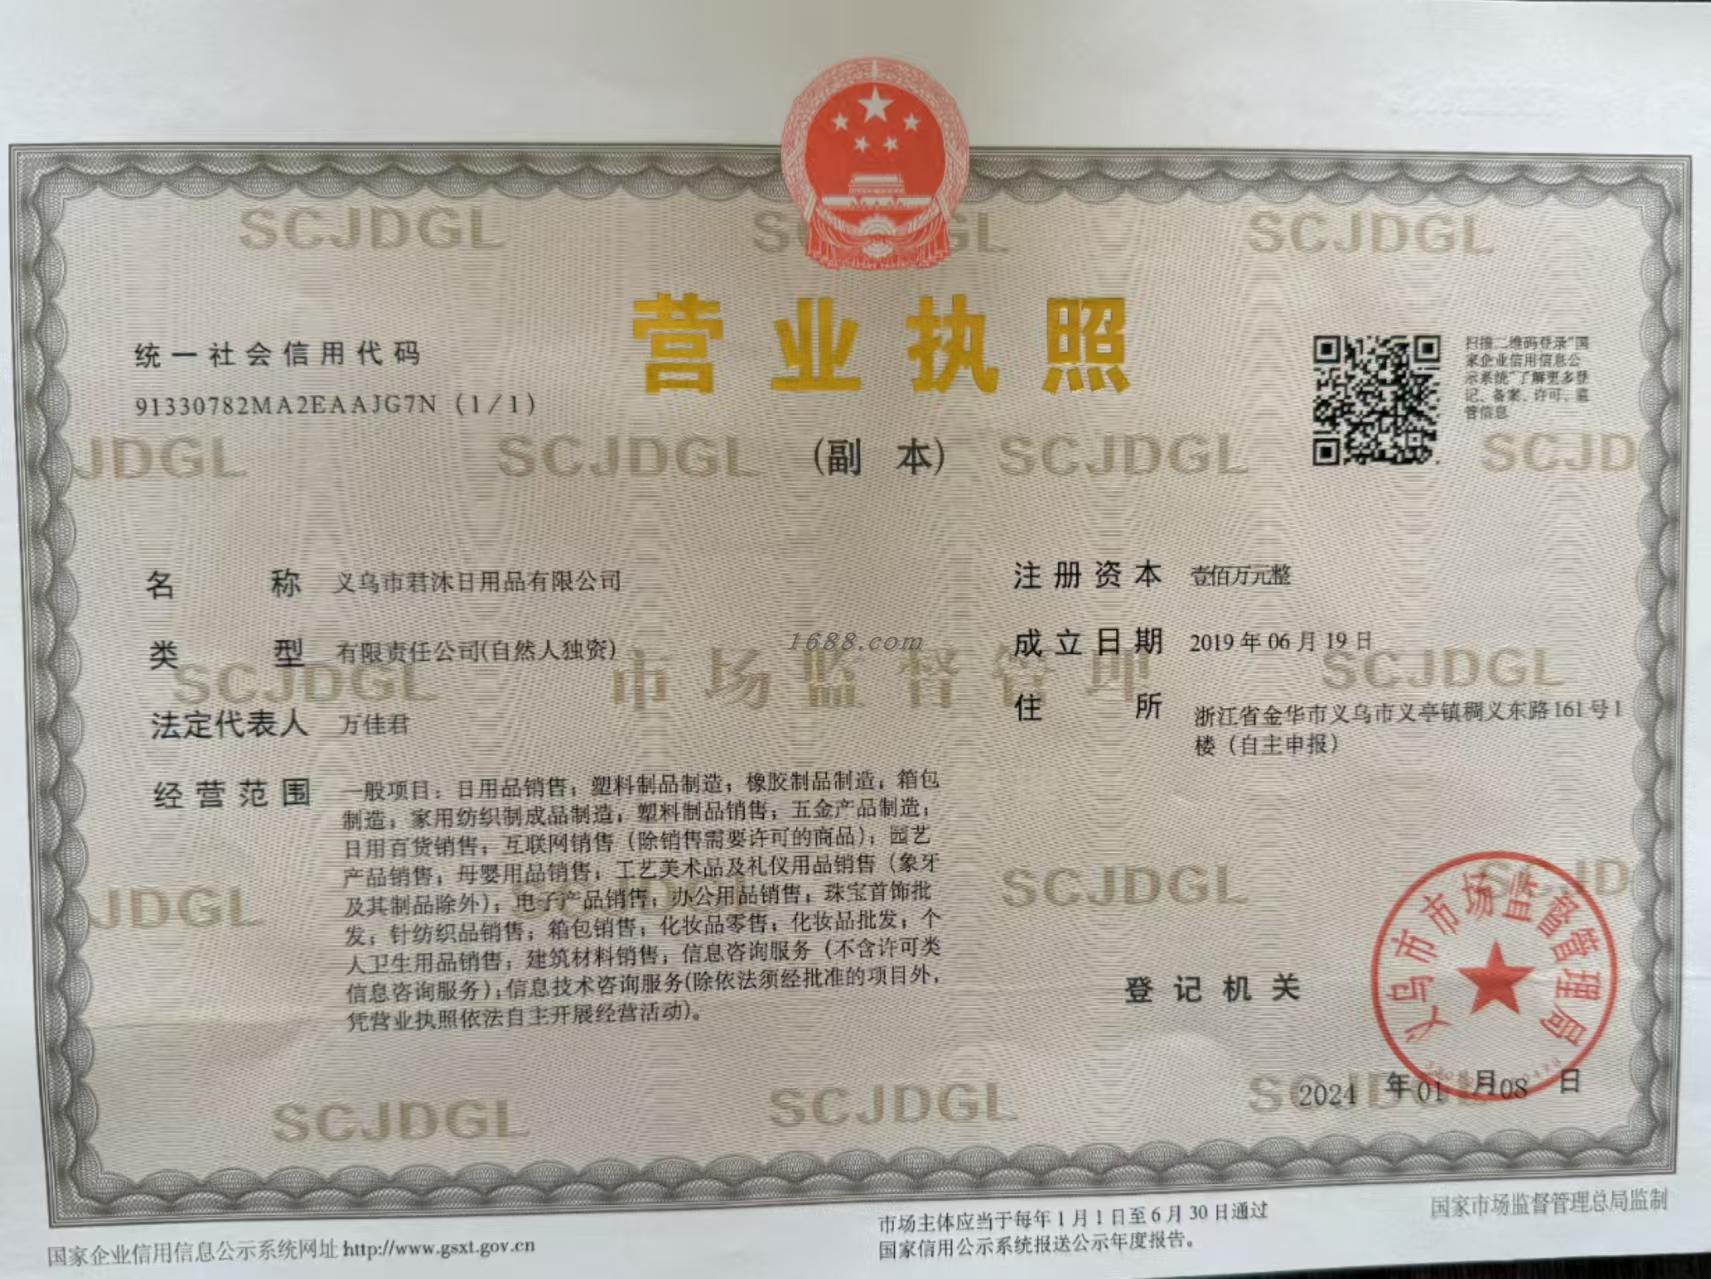 SCJDGL
SCJDGL
SCJDGL
营业执照
(副 本)
统一社会信用代码
91330782MA2EAAJG7N (1/1)
扫描二维码登录"国
家企业信用信息公
示系统"了解更多登
记、备案、许可、监
管信息
JDGL
SCJDGL
SCJDGL
SCJD
名 称 义乌市君沐日用品有限公司
类 型 有限责任公司(自然人独资)
法定代表人 万佳君
经营范围 一般项目：日用品销售；塑料制品制造；橡胶制品制造；箱包
制造；家用纺织制成品制造；塑料制品销售；五金产品制造；
日用百货销售；互联网销售（除销售需要许可的商品）；园艺
产品销售；母婴用品销售；工艺美术品及礼仪用品销售（象牙
及其制品除外）；电子产品销售；办公用品销售；珠宝首饰批
发；针纺织品销售；箱包销售；化妆品零售；化妆品批发；个
人卫生用品销售；建筑材料销售；信息咨询服务（不含许可类
信息咨询服务）；信息技术咨询服务(除依法须经批准的项目外，
凭营业执照依法自主开展经营活动)。
注册资本 壹佰万元整
成立日期 2019年06月19日
住 所 浙江省金华市义乌市义亭镇稠义东路161号1
楼（自主申报）
1688.com
SCJDGL
市场监督管理
SCJDGL
JDGL
SCJDGL
SCJD
登记机关
义乌市市场监督管理局
2024 年 01 月 08 日
SCJDGL
SCJDGL
国家企业信用信息公示系统网址 http://www.gsxt.gov.cn
市场主体应当于每年1月1日至6月30日通过
国家信用公示系统报送公示年度报告。
国家市场监督管理总局监制